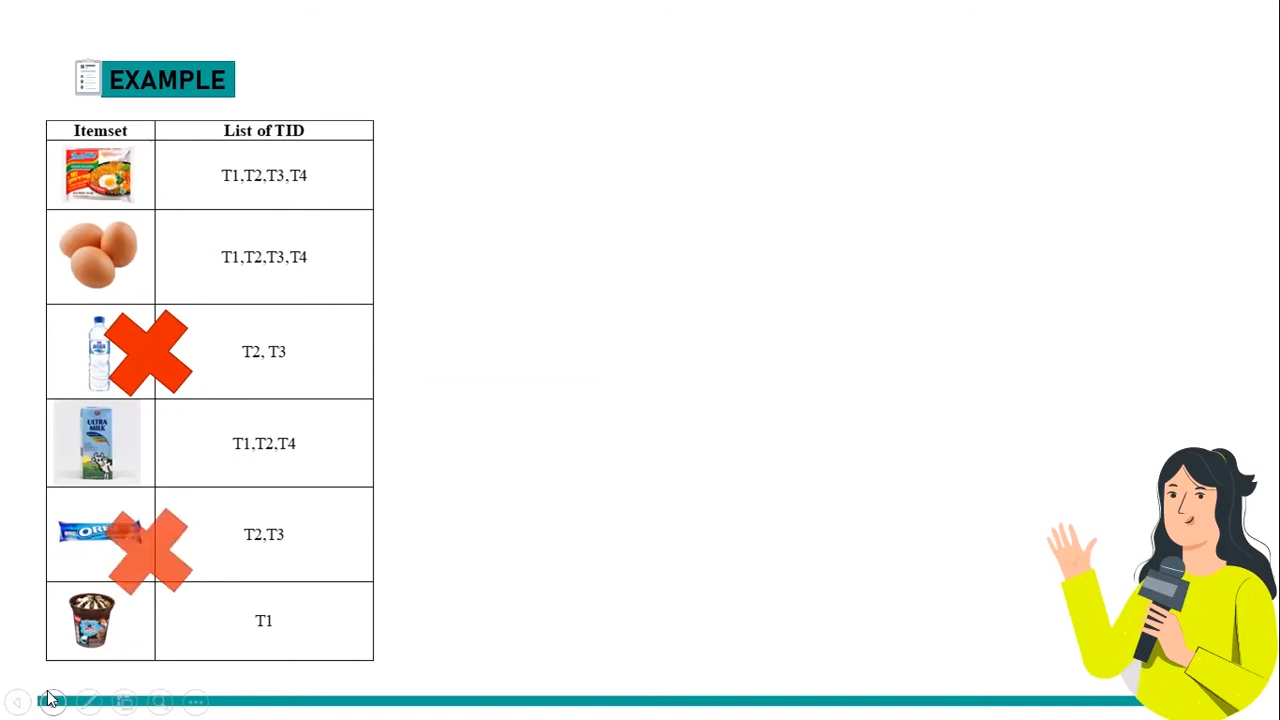 EXAMPLE
Itemset List of TID
T1,T2,T3,T4
T1,T2,T3,T4
AQUA
T2, T3
ULTRA
MILK
T1,T2,T4
T2,T3
T1